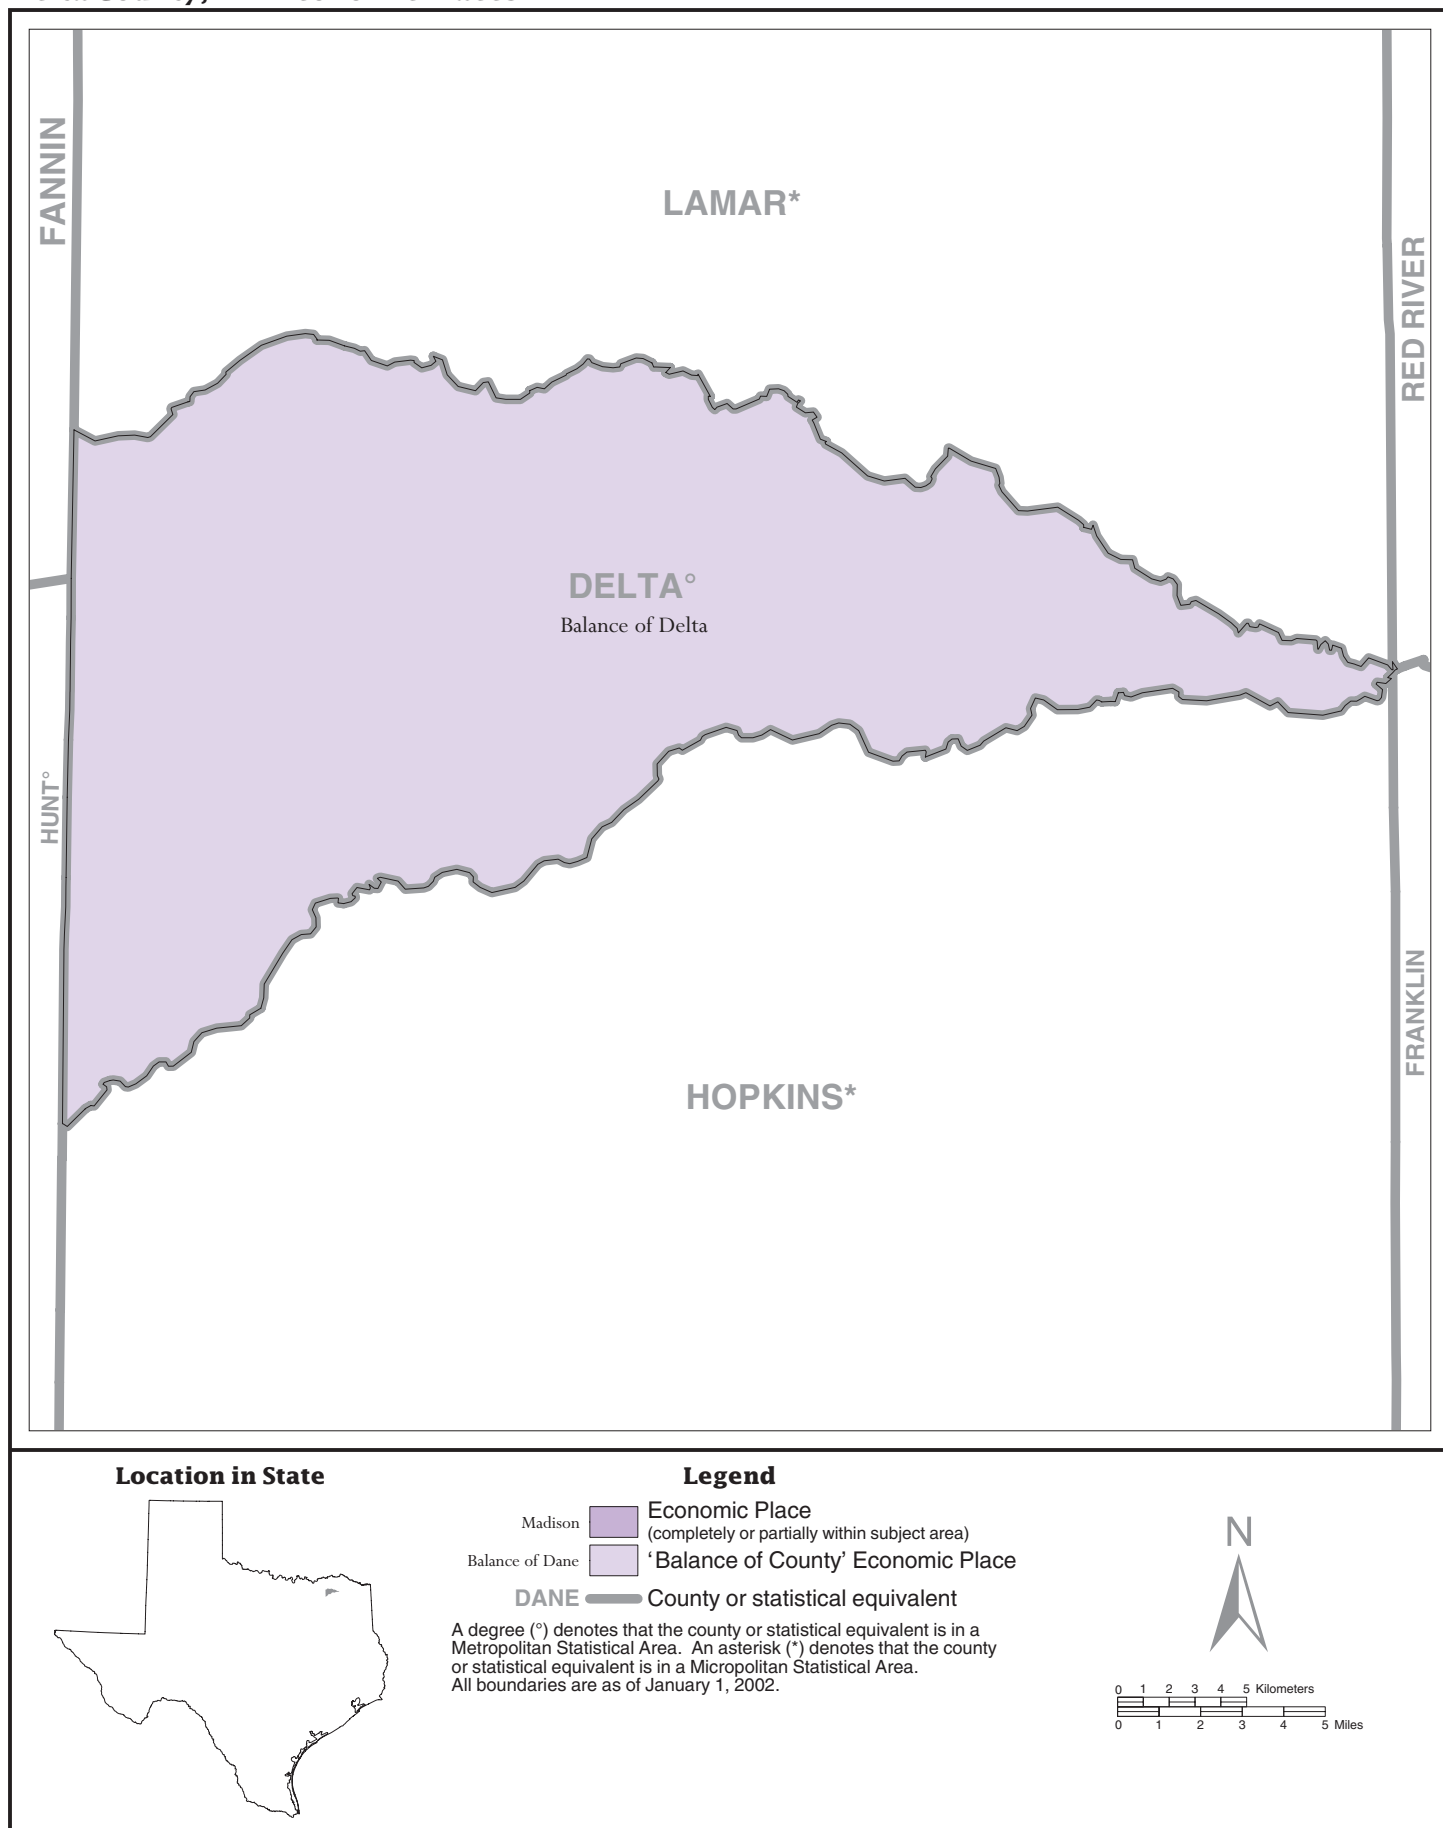 FANNIN
LAMAR*
RED RIVER
DELTA°
Balance of Delta
HUNT°
FRANKLIN
HOPKINS*
Location in State
Legend
Madison
Economic Place
(completely or partially within subject area)
Balance of Dane
‘Balance of County’ Economic Place
DANE
County or statistical equivalent
A degree (°) denotes that the county or statistical equivalent is in a
Metropolitan Statistical Area. An asterisk (*) denotes that the county
or statistical equivalent is in a Micropolitan Statistical Area.
All boundaries are as of January 1, 2002.
N
0 1 2 3 4 5 Kilometers
0 1 2 3 4 5 Miles